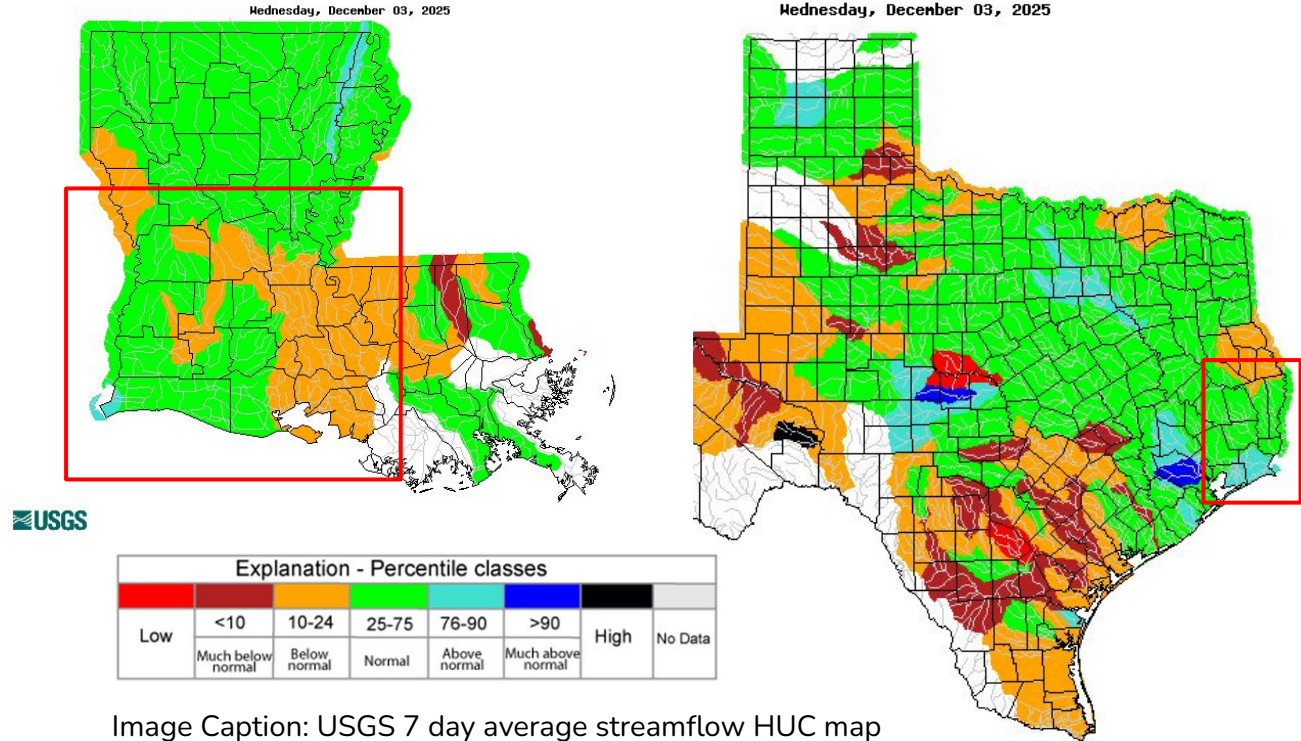 Wednesday, December 03, 2025
Wednesday, December 03, 2025
USGS
Explanation - Percentile classes
Low
<10
10-24
25-75
76-90
>90
High
No Data
Much below normal
Below normal
Normal
Above normal
Much above normal
Image Caption: USGS 7 day average streamflow HUC map